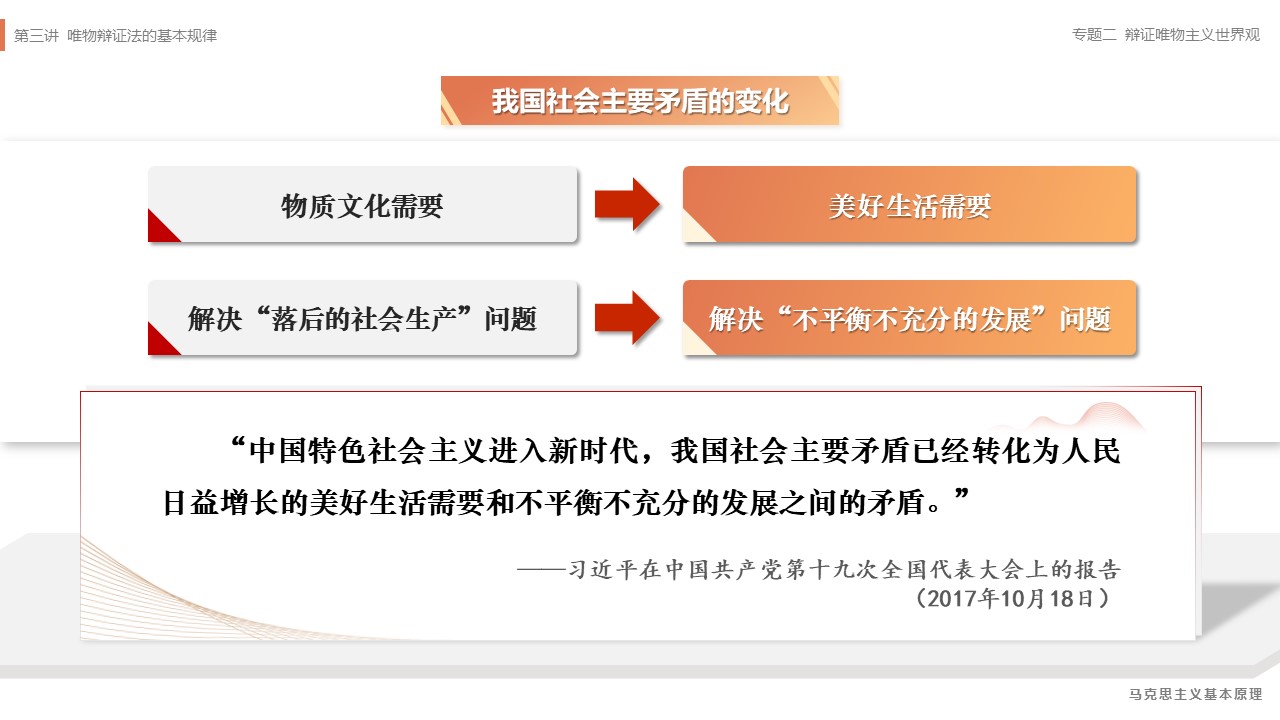 第三讲 唯物辩证法的基本规律
专题二 辩证唯物主义世界观
我国社会主要矛盾的变化
物质文化需要
美好生活需要
解决“落后的社会生产”问题
解决“不平衡不充分的发展”问题
“中国特色社会主义进入新时代，我国社会主要矛盾已经转化为人民
日益增长的美好生活需要和不平衡不充分的发展之间的矛盾。”
——习近平在中国共产党第十九次全国代表大会上的报告
（2017年10月18日）
马克思主义基本原理